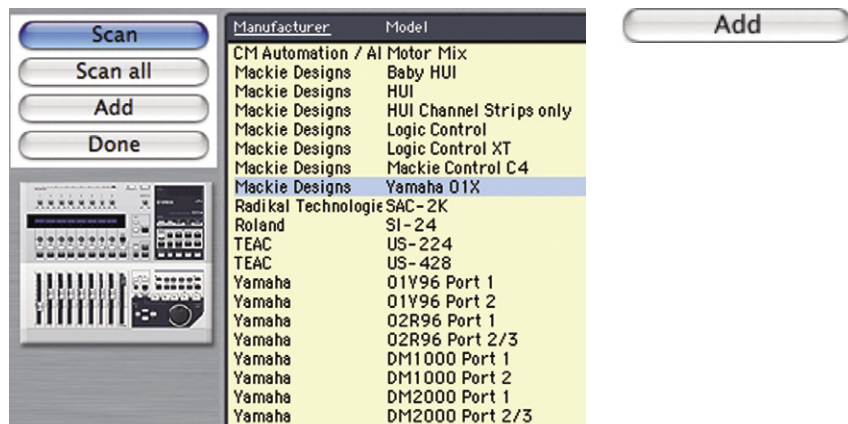 Scan
Scan all
Add
Done
Manufacturer Model
CM Automation / Al Motor Mix
Mackie Designs Baby HUI
Mackie Designs HUI
Mackie Designs HUI Channel Strips only
Mackie Designs Logic Control
Mackie Designs Logic Control XT
Mackie Designs Mackie Control C4
Mackie Designs Yamaha 01X
Radikal Technologie SAC-2K
Roland SI-24
TEAC US-224
TEAC US-428
Yamaha 01V96 Port 1
Yamaha 01V96 Port 2
Yamaha 02R96 Port 1
Yamaha 02R96 Port 2/3
Yamaha DM1000 Port 1
Yamaha DM1000 Port 2
Yamaha DM2000 Port 1
Yamaha DM2000 Port 2/3
Add